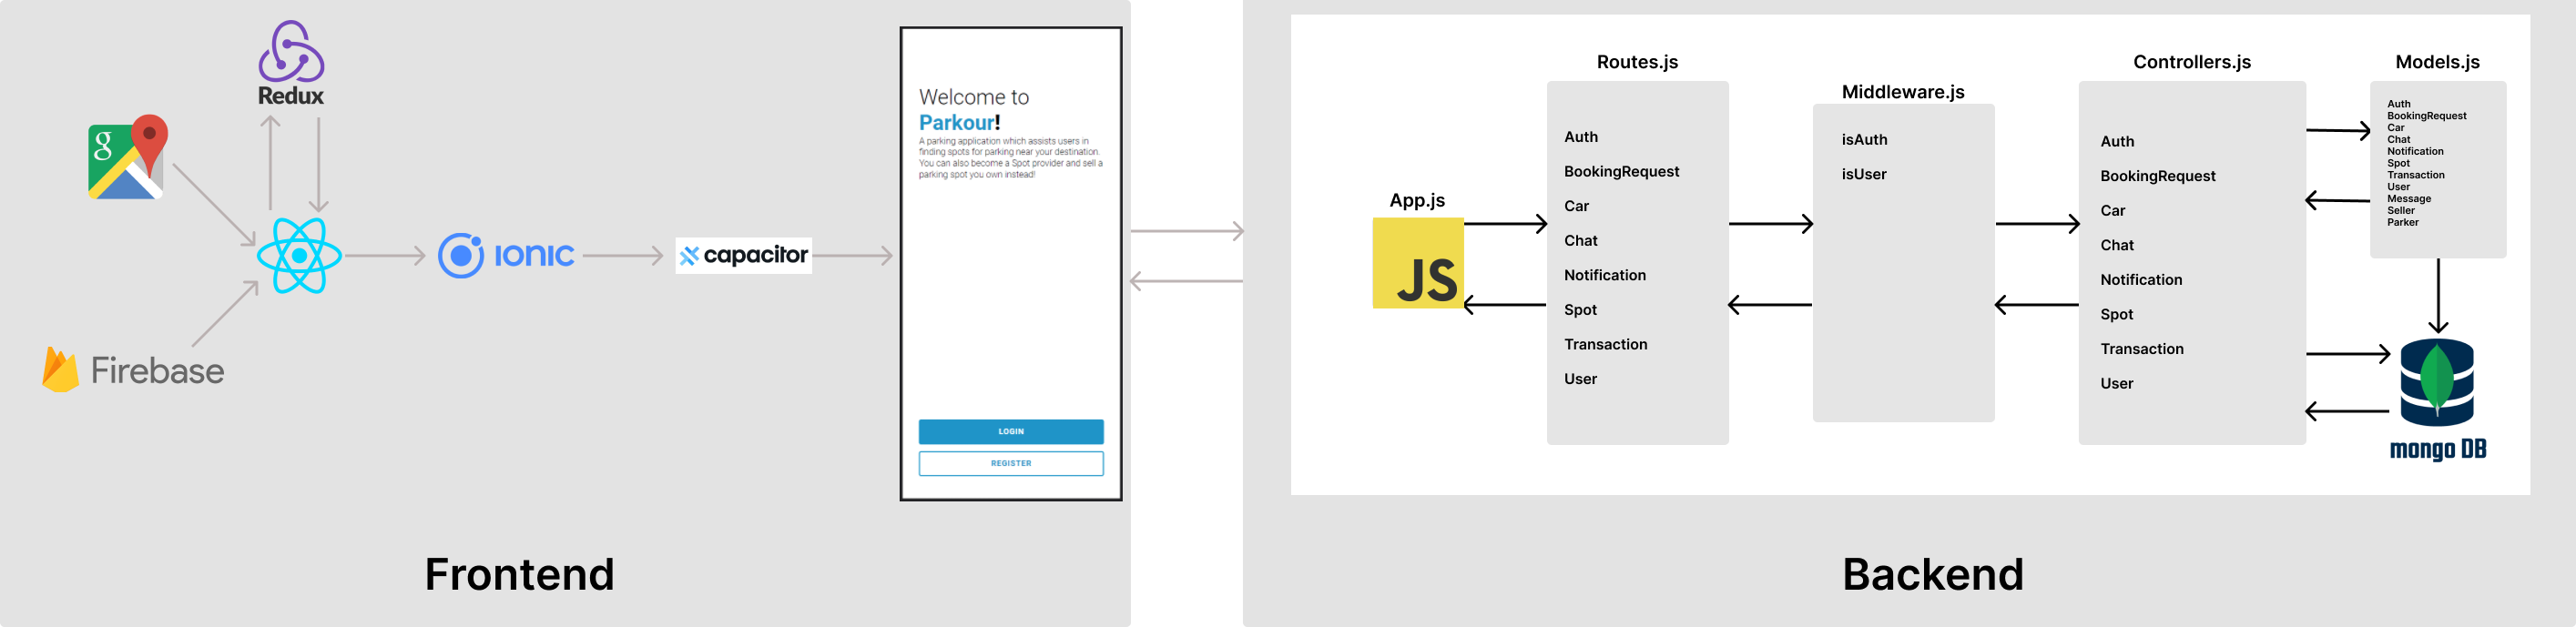 Redux
g
Firebase
IONIC
capacitor
Welcome to
Parkour!
A parking application which assists users in
finding spots for parking near your destination.
You can also become a Spot provider and sell a
parking spot you own instead!
LOGIN
REGISTER
Frontend
App.js
JS
Routes.js
Auth
BookingRequest
Car
Chat
Notification
Spot
Transaction
User
Middleware.js
isAuth
isUser
Controllers.js
Auth
BookingRequest
Car
Chat
Notification
Spot
Transaction
User
Models.js
Auth
BookingRequest
Car
Chat
Notification
Spot
Transaction
User
Message
Seller
Parker
mongo DB
Backend